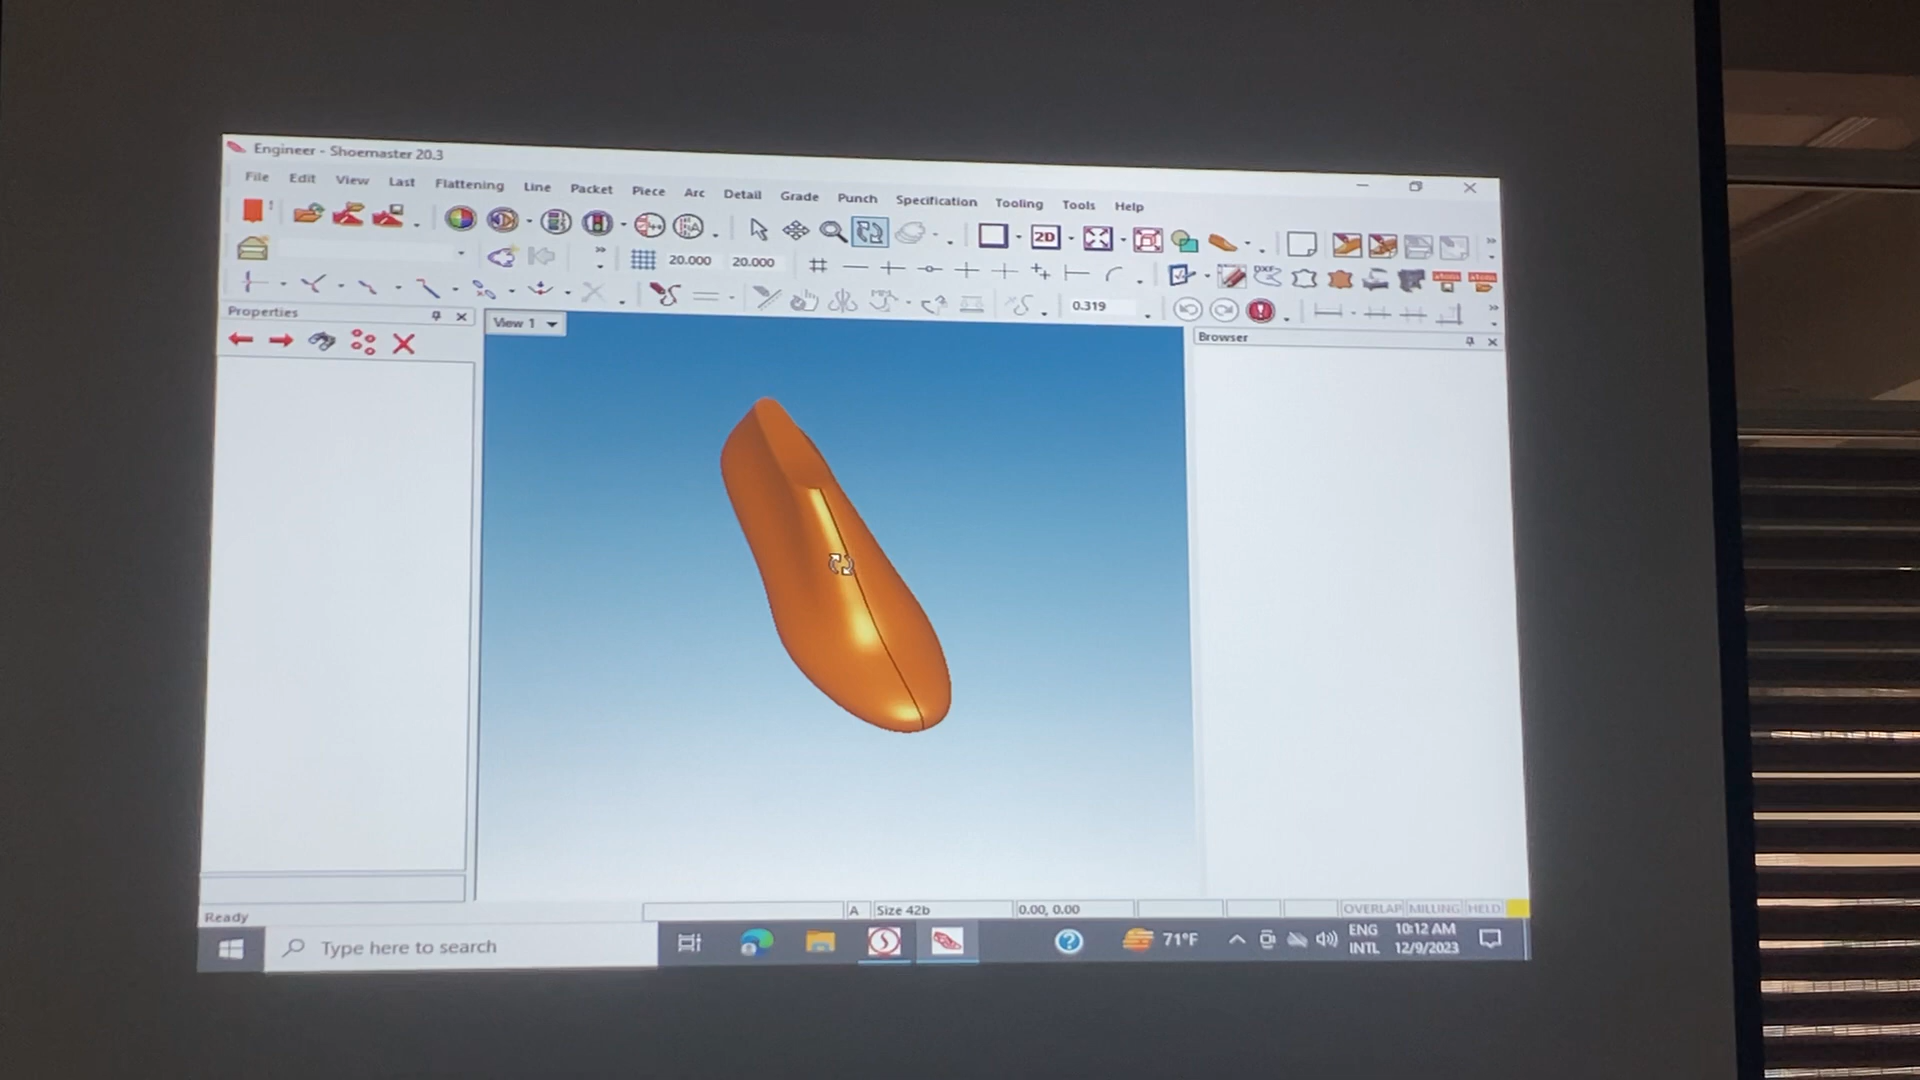 Engineer - Shoemaster 20.3
File Edit View Last Flattening Line Packet Piece Arc Detail Grade Punch Specification Tooling Tools Help
2D
20.000 20.000
DXF
0.319
Properties
View 1
Browser
Ready
A Size 42b 0.00, 0.00 OVERLAP MILLING HELD
Type here to search
71°F
ENG 10:12 AM
INTL 12/9/2023